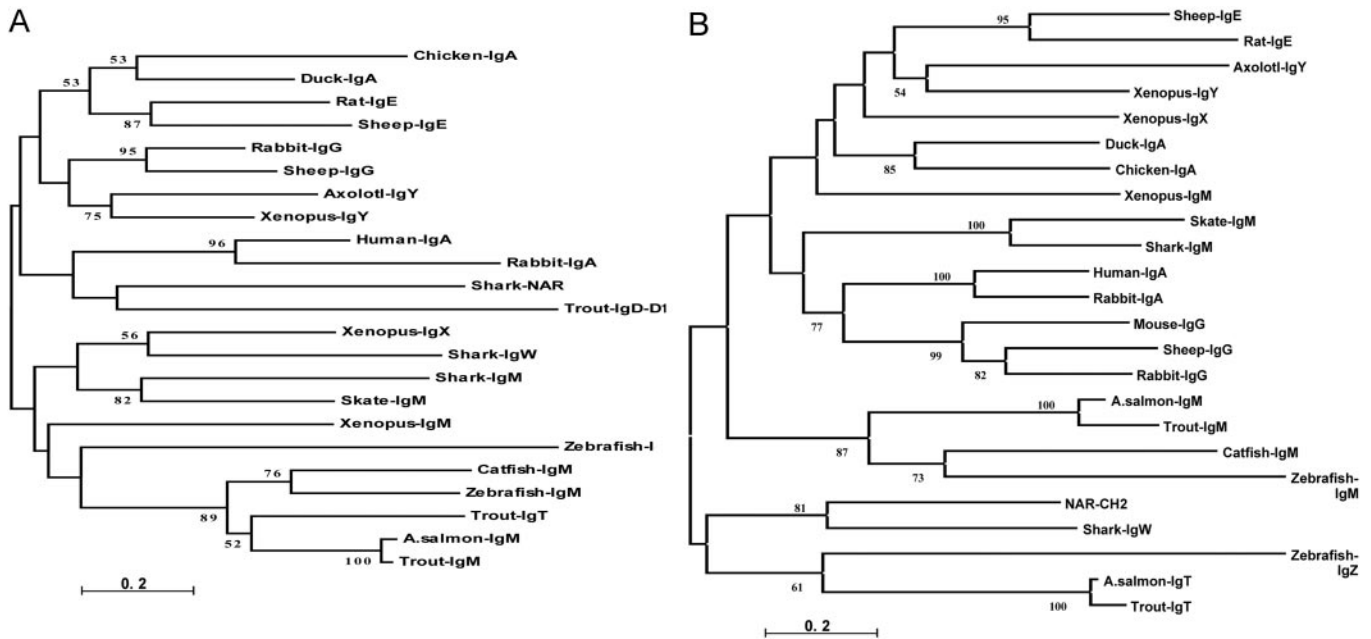 A
Chicken-IgA
53
Duck-IgA
53
Rat-IgE
87
Sheep-IgE
Rabbit-IgG
95
Sheep-IgG
Axolotl-IgY
75
Xenopus-IgY
Human-IgA
96
Rabbit-IgA
Shark-NAR
Trout-IgD-D1
Xenopus-IgX
56
Shark-IgW
Shark-IgM
82
Skate-IgM
Xenopus-IgM
Zebrafish-I
Catfish-IgM
76
Zebrafish-IgM
89
Trout-IgT
52
A.salmon-IgM
100
Trout-IgM
0. 2
B
Sheep-IgE
95
Rat-IgE
Axolotl-IgY
54
Xenopus-IgY
Xenopus-IgX
Duck-IgA
85
Chicken-IgA
Xenopus-IgM
Skate-IgM
100
Shark-IgM
Human-IgA
100
Rabbit-IgA
77
Mouse-IgG
99
Sheep-IgG
82
Rabbit-IgG
A.salmon-IgM
100
Trout-IgM
87
Catfish-IgM
73
Zebrafish-
IgM
NAR-CH2
81
Shark-IgW
Zebrafish-
IgZ
61
A.salmon-IgT
100
Trout-IgT
0. 2